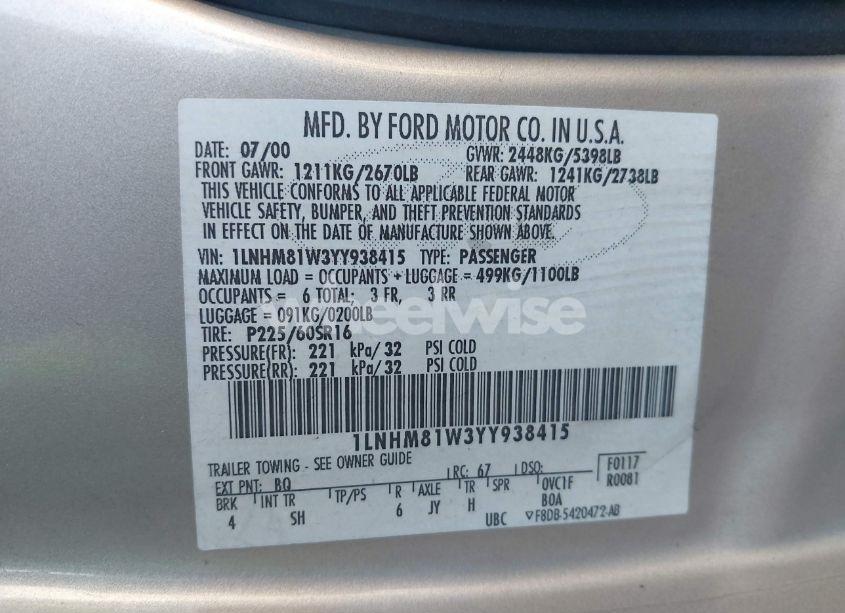 MFD. BY FORD MOTOR CO. IN U.S.A.
DATE: 07/00 GVWR: 2448KG/5398LB
FRONT GAWR: 1211KG/2670LB REAR GAWR: 1241KG/2738LB
THIS VEHICLE CONFORMS TO ALL APPLICABLE FEDERAL MOTOR
VEHICLE SAFETY, BUMPER, AND THEFT PREVENTION STANDARDS
IN EFFECT ON THE DATE OF MANUFACTURE SHOWN ABOVE.
VIN: 1LNHM81W3YY938415 TYPE: PASSENGER
MAXIMUM LOAD = OCCUPANTS + LUGGAGE = 499KG/1100LB
OCCUPANTS = 6 TOTAL; 3 FR, 3 RR
LUGGAGE = 091KG/0200LB
wheelwise
TIRE: P225/60SR16
PRESSURE(FR): 221 kPa/ 32 PSI COLD
PRESSURE(RR): 221 kPa/ 32 PSI COLD
1LNHM81W3YY938415
TRAILER TOWING - SEE OWNER GUIDE
EXT PNT: BQ RC: 67 DSO: F0117
BRK INT TR TP/PS R AXLE TR SPR 0VC1F R0081
4 SH 6 JY H B0A
UBC ▽F8DB-5420472-AB